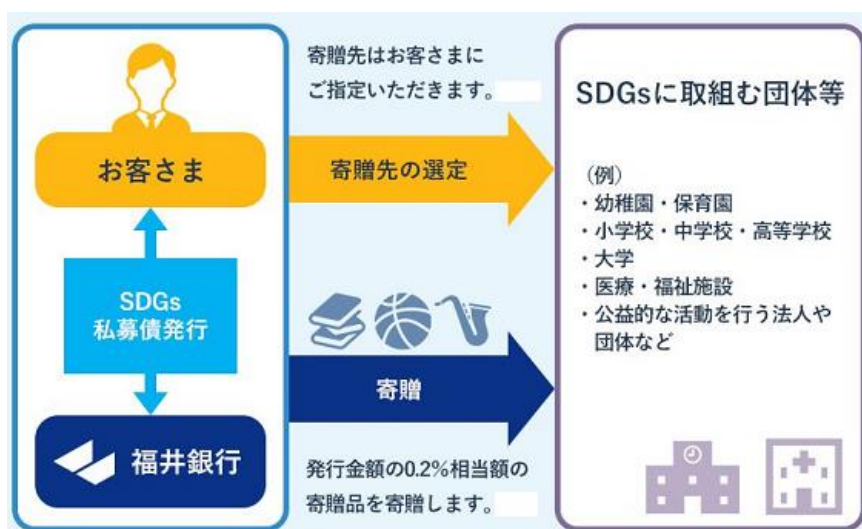 お客さま
SDGs
私募債発行
福井銀行
寄贈先はお客さまに
ご指定いただきます。
寄贈先の選定
寄贈
発行金額の0.2%相当額の
寄贈品を寄贈します。
SDGsに取組む団体等
（例）
・幼稚園・保育園
・小学校・中学校・高等学校
・大学
・医療・福祉施設
・公益的な活動を行う法人や
団体など